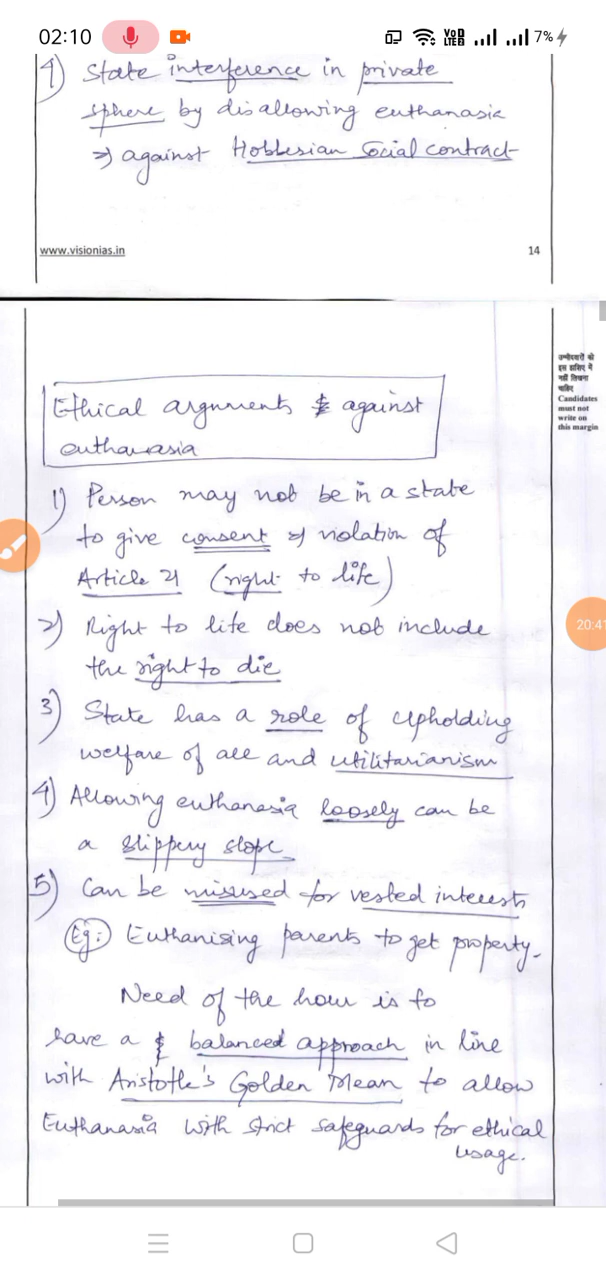 02:10
VoD LTE2 7%
4) State interference in private
sphere by disallowing euthanasia
=> against Hobbesian Social contract
www.visionias.in 14
उम्मीदवारों को
इस हाशिए में
नहीं लिखना
चाहिए
Candidates
must not
write on
this margin
Ethical arguments against
euthanasia
1) Person may not be in a state
to give consent => violation of
Article 21 (right to life)
2) Right to life does not include
the right to die
3) State has a role of upholding
welfare of all and utilitarianism
4) Allowing euthanasia loosely can be
a slippery slope
5) Can be misused for vested interests
Eg: Euthanising parents to get property.
Need of the hour is to
have a balanced approach in line
with Aristotle's Golden Mean to allow
Euthanasia with strict safeguards for ethical
usage.
20:41